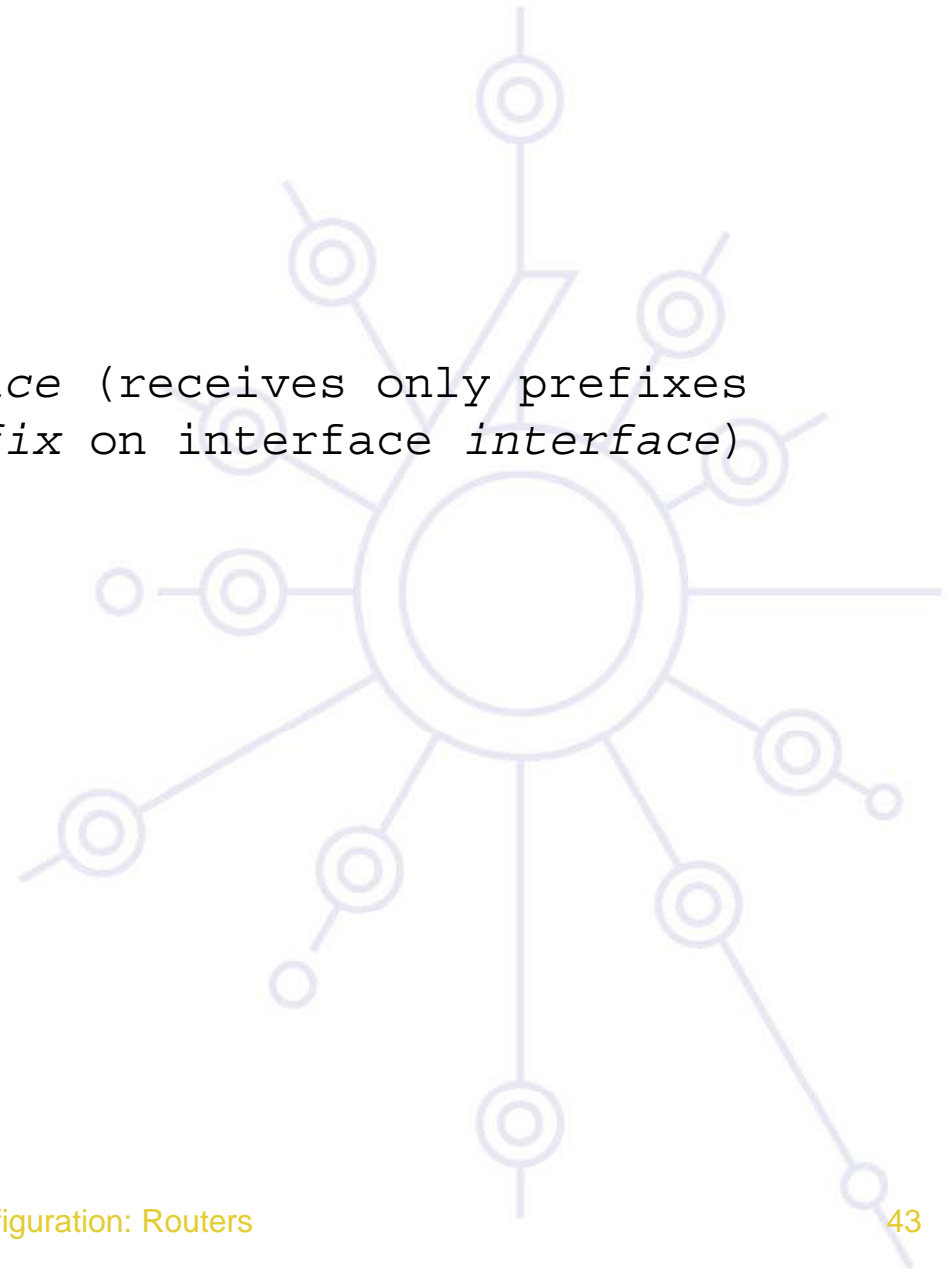 ce (receives only prefixes
fix on interface interface)
figuration: Routers
43